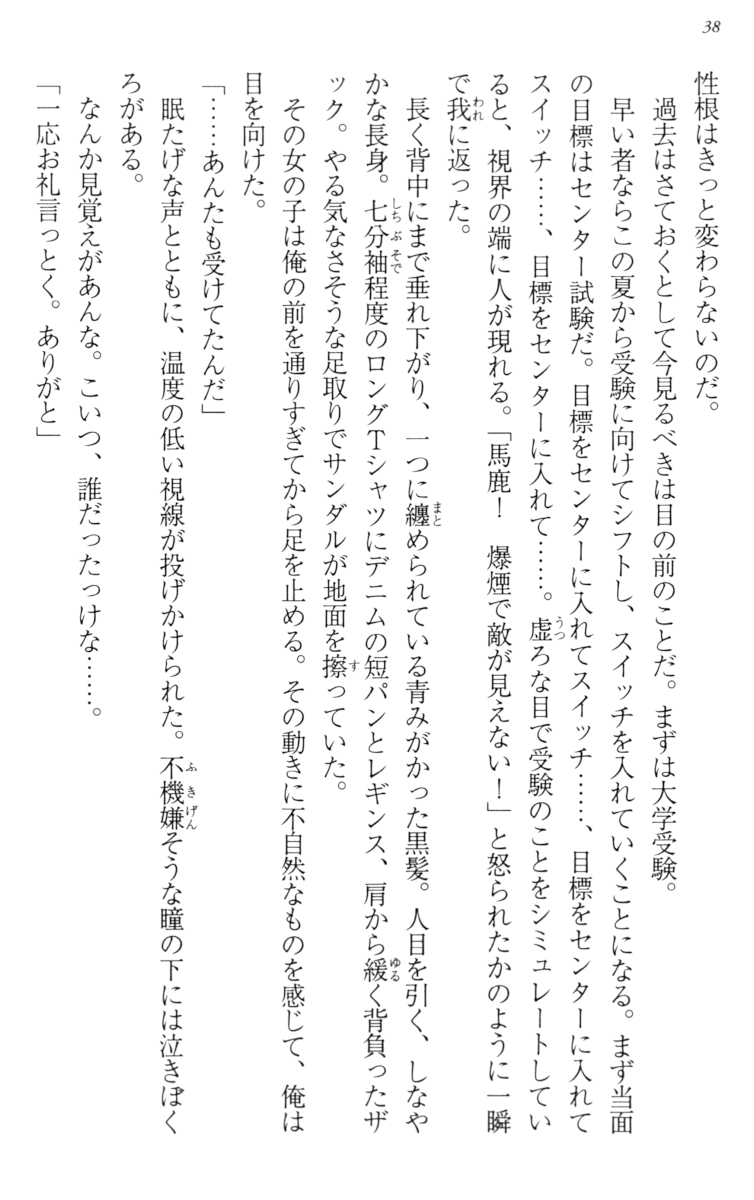 38
性根はきっと変わらないのだ。
　過去はさておくとして今見るべきは目の前のことだ。まずは大学受験。
　早い者ならこの夏から受験に向けてシフトし、スイッチを入れていくことになる。まず当面
の目標はセンター試験だ。目標をセンターに入れてスイッチ……、目標をセンターに入れて
スイッチ……、目標をセンターに入れて……。虚ろな目で受験のことをシミュレートしてい
ると、視界の端に人が現れる。「馬鹿！　爆煙で敵が見えない！」と怒られたかのように一瞬
で我に返った。
　長く背中にまで垂れ下がり、一つに纏められている青みがかった黒髪。人目を引く、しなや
かな長身。七分袖程度のロングTシャツにデニムの短パンとレギンス、肩から緩く背負ったザ
ック。やる気なさそうな足取りでサンダルが地面を擦っていた。
　その女の子は俺の前を通りすぎてから足を止める。その動きに不自然なものを感じて、俺は
目を向けた。
「……あんたも受けてたんだ」
　眠たげな声とともに、温度の低い視線が投げかけられた。不機嫌そうな瞳の下には泣きぼく
ろがある。
　なんか見覚えがあんな。こいつ、誰だったっけな……。
「一応お礼言っとく。ありがと」